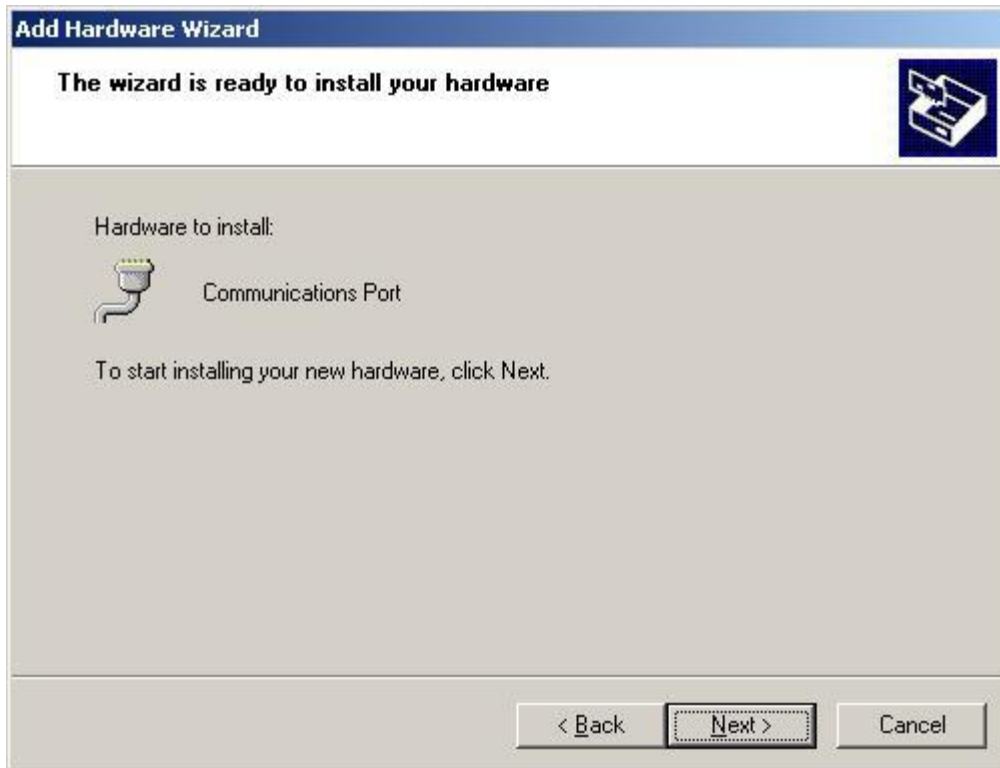 Add Hardware Wizard
The wizard is ready to install your hardware
Hardware to install:
Communications Port
To start installing your new hardware, click Next.
< Back Next > Cancel